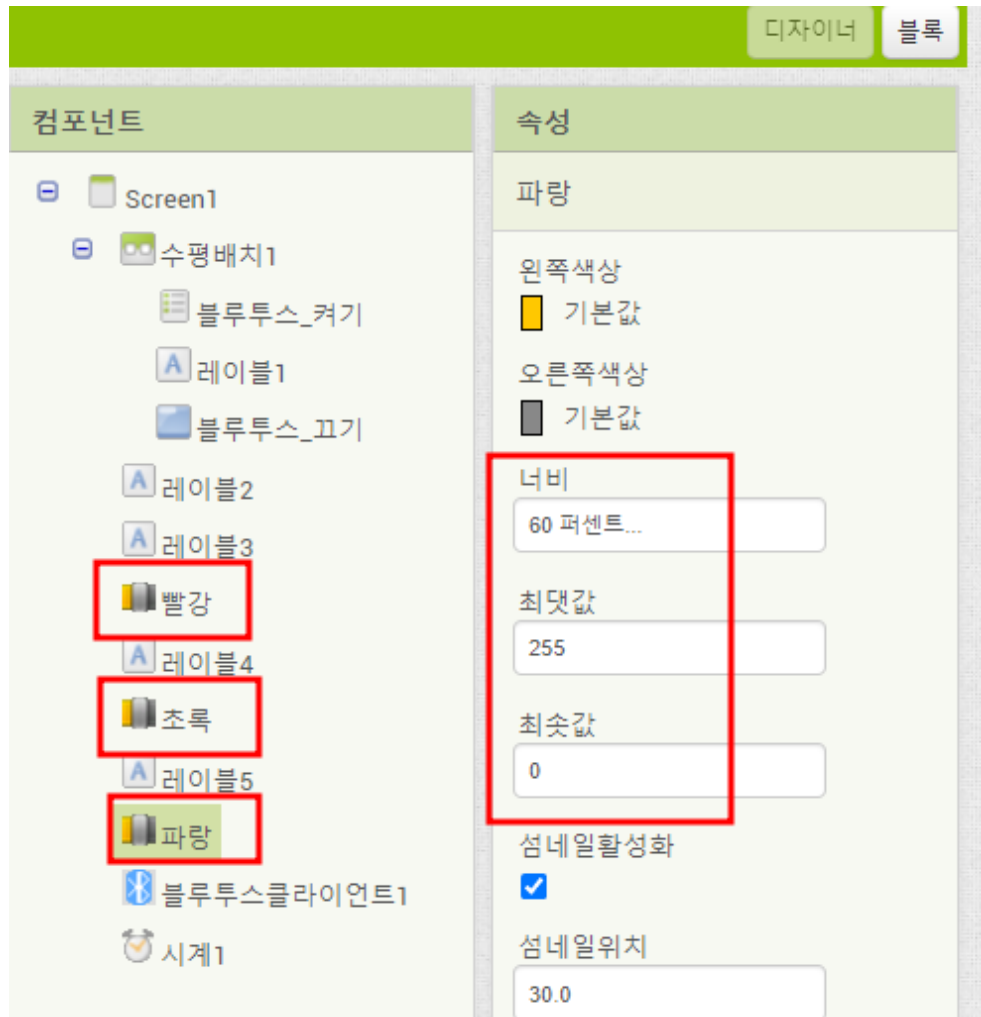 디자이너
블록
컴포넌트
Screen1
수평배치1
블루투스_켜기
레이블1
블루투스_끄기
레이블2
레이블3
빨강
레이블4
초록
레이블5
파랑
블루투스클라이언트1
시계1
속성
파랑
왼쪽색상
기본값
오른쪽색상
기본값
너비
60 퍼센트...
최댓값
255
최솟값
0
섬네일활성화
섬네일위치
30.0